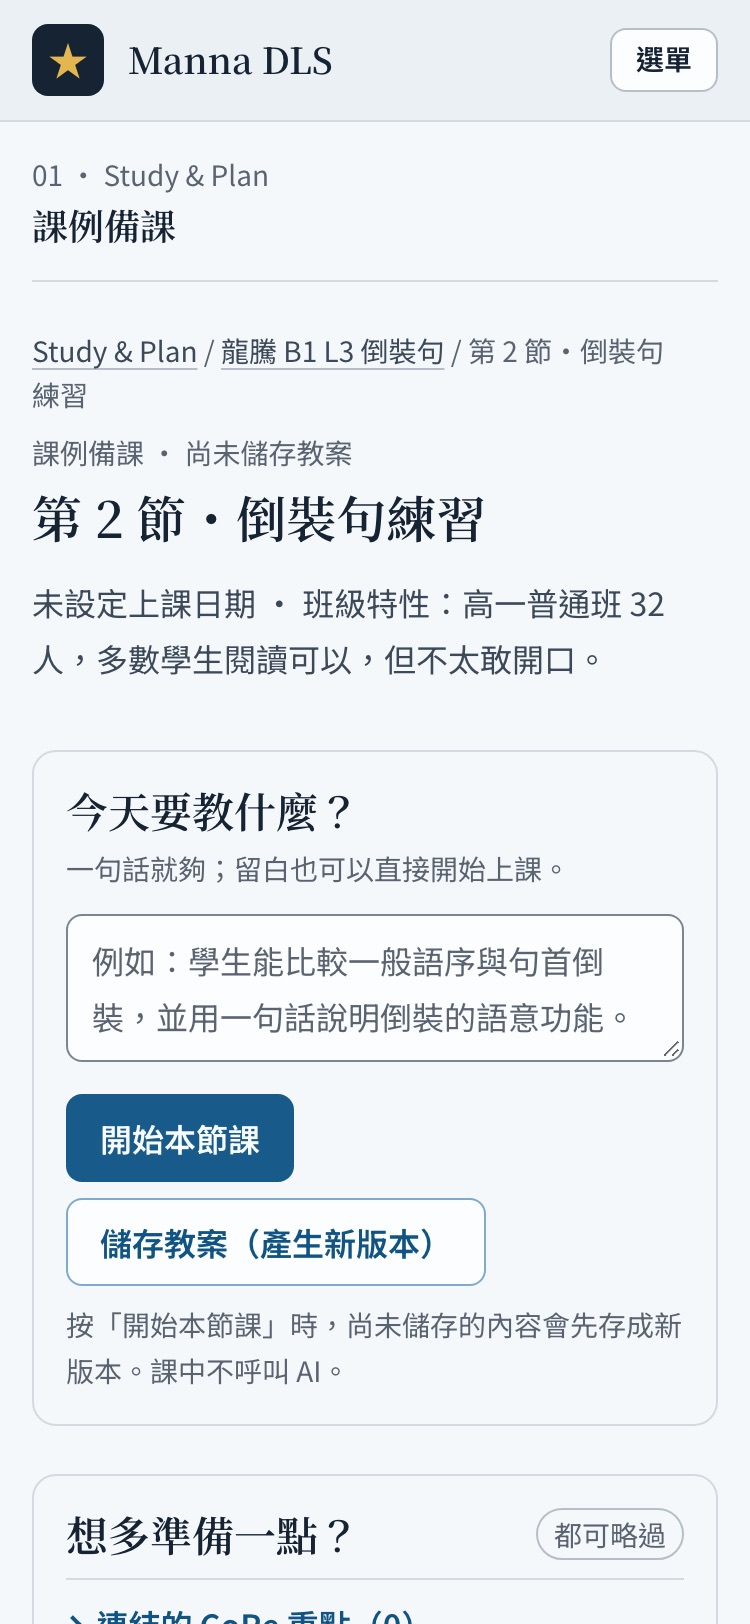 Manna DLS
選單
01 · Study & Plan
課例備課
Study & Plan / 龍騰 B1 L3 倒裝句 / 第 2 節・倒裝句
練習
課例備課 · 尚未儲存教案
第 2 節・倒裝句練習
未設定上課日期 · 班級特性：高一普通班 32
人，多數學生閱讀可以，但不太敢開口。
今天要教什麼？
一句話就夠；留白也可以直接開始上課。
例如：學生能比較一般語序與句首倒
裝，並用一句話說明倒裝的語意功能。
開始本節課
儲存教案（產生新版本）
按「開始本節課」時，尚未儲存的內容會先存成新
版本。課中不呼叫 AI。
想多準備一點？
都可略過
連結的 CoRe 重點（0）